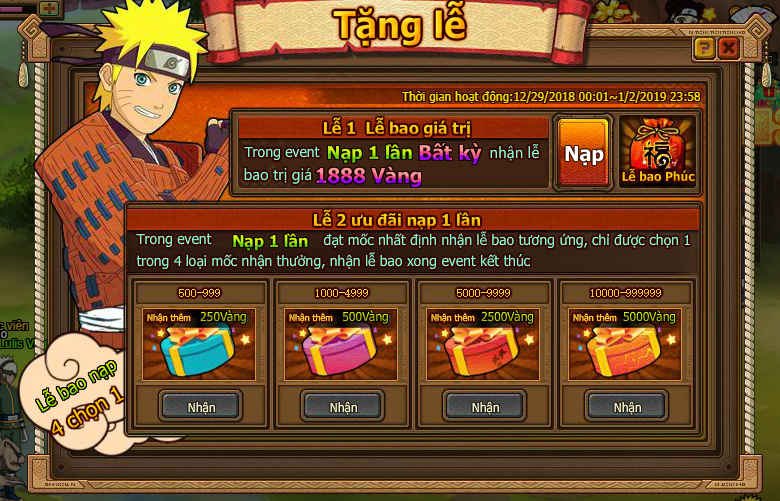 Tặng lễ
?
Thời gian hoạt động:12/29/2018 00:01~1/2/2019 23:58
Lễ 1 Lễ bao giá trị
Trong event Nạp 1 lần Bất kỳ nhận lễ
bao trị giá 1888 Vàng
Nạp
福
Lễ bao Phúc
Lễ 2 ưu đãi nạp 1 lần
Trong event Nạp 1 lần đạt mốc nhất định nhận lễ bao tương ứng, chỉ được chọn 1
trong 4 loại mốc nhận thưởng, nhận lễ bao xong event kết thúc
500-999 1000-4999 5000-9999 10000-999999
Nhận thêm 250Vàng Nhận thêm 500Vàng Nhận thêm 2500Vàng Nhận thêm 5000Vàng
Nhận Nhận Nhận Nhận
Lễ bao nạp
4 chọn 1
viên
Lulis V